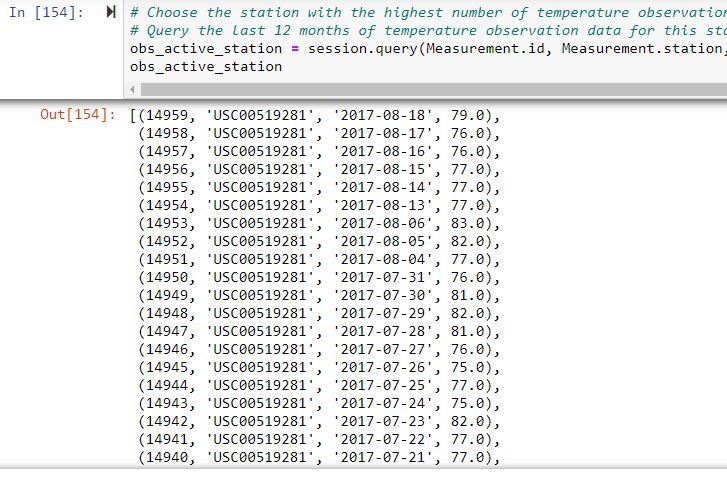 In [154]:
# Choose the station with the highest number of temperature observation
# Query the last 12 months of temperature observation data for this sta
obs_active_station = session.query(Measurement.id, Measurement.station,
obs_active_station
Out[154]: [(14959, 'USC00519281', '2017-08-18', 79.0),
(14958, 'USC00519281', '2017-08-17', 76.0),
(14957, 'USC00519281', '2017-08-16', 76.0),
(14956, 'USC00519281', '2017-08-15', 77.0),
(14955, 'USC00519281', '2017-08-14', 77.0),
(14954, 'USC00519281', '2017-08-13', 77.0),
(14953, 'USC00519281', '2017-08-06', 83.0),
(14952, 'USC00519281', '2017-08-05', 82.0),
(14951, 'USC00519281', '2017-08-04', 77.0),
(14950, 'USC00519281', '2017-07-31', 76.0),
(14949, 'USC00519281', '2017-07-30', 81.0),
(14948, 'USC00519281', '2017-07-29', 82.0),
(14947, 'USC00519281', '2017-07-28', 81.0),
(14946, 'USC00519281', '2017-07-27', 76.0),
(14945, 'USC00519281', '2017-07-26', 75.0),
(14944, 'USC00519281', '2017-07-25', 77.0),
(14943, 'USC00519281', '2017-07-24', 75.0),
(14942, 'USC00519281', '2017-07-23', 82.0),
(14941, 'USC00519281', '2017-07-22', 77.0),
(14940, 'USC00519281', '2017-07-21', 77.0),